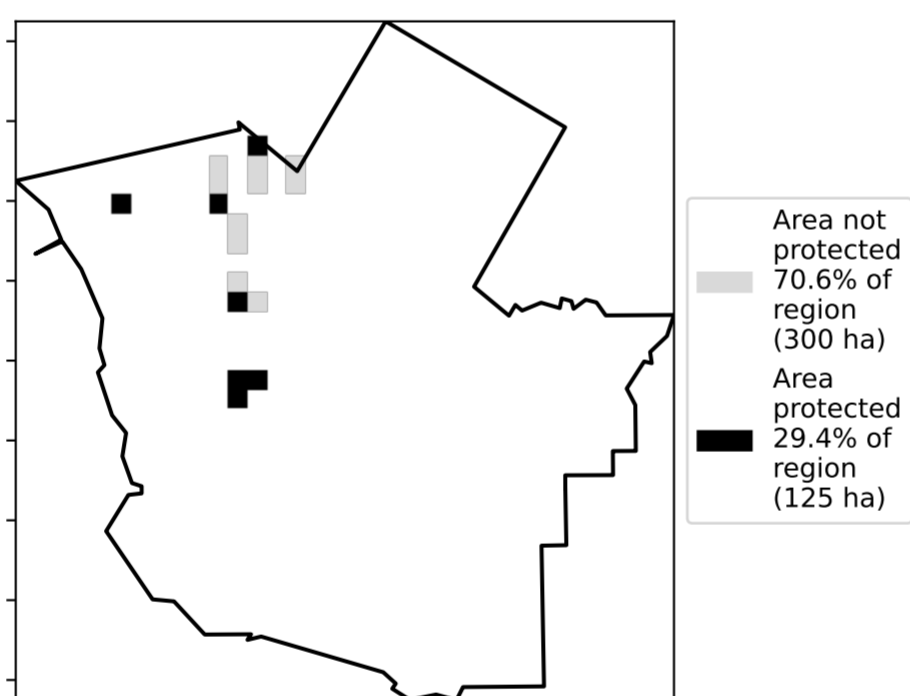 Area not
protected
70.6% of
region
(300 ha)
Area
protected
29.4% of
region
(125 ha)